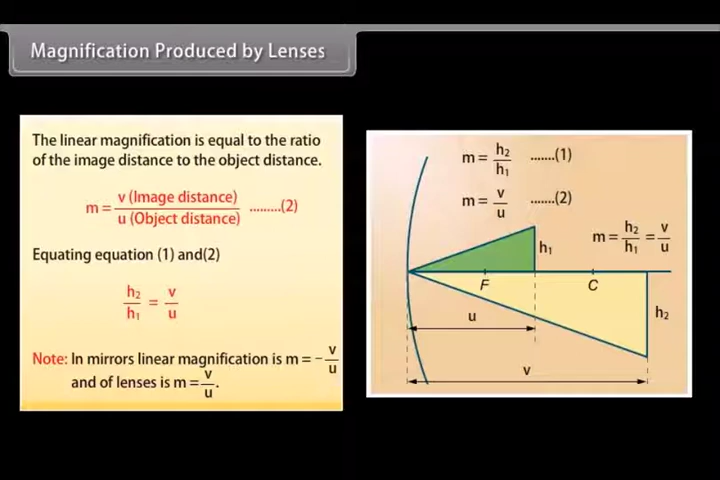 Magnification Produced by Lenses
The linear magnification is equal to the ratio
of the image distance to the object distance.
m = v (Image distance) / u (Object distance) .........(2)
Equating equation (1) and(2)
h₂/h₁ = v/u
Note: In mirrors linear magnification is m = - v/u
and of lenses is m = v/u.
m = h₂/h₁ .......(1)
m = v/u .......(2)
m = h₂/h₁ = v/u
h₁
F
C
h₂
u
v